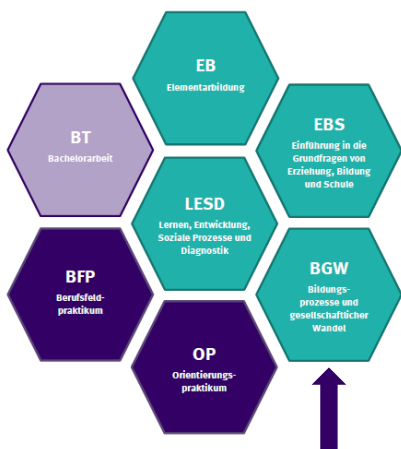 EB
Elementarbildung
BT
Bachelorarbeit
EBS
Einführung in die
Grundfragen von
Erziehung, Bildung
und Schule
LESD
Lernen, Entwicklung,
Soziale Prozesse und
Diagnostik
BFP
Berufsfeld-
praktikum
BGW
Bildungs-
prozesse und
gesellschaftlicher
Wandel
OP
Orientierungs-
praktikum